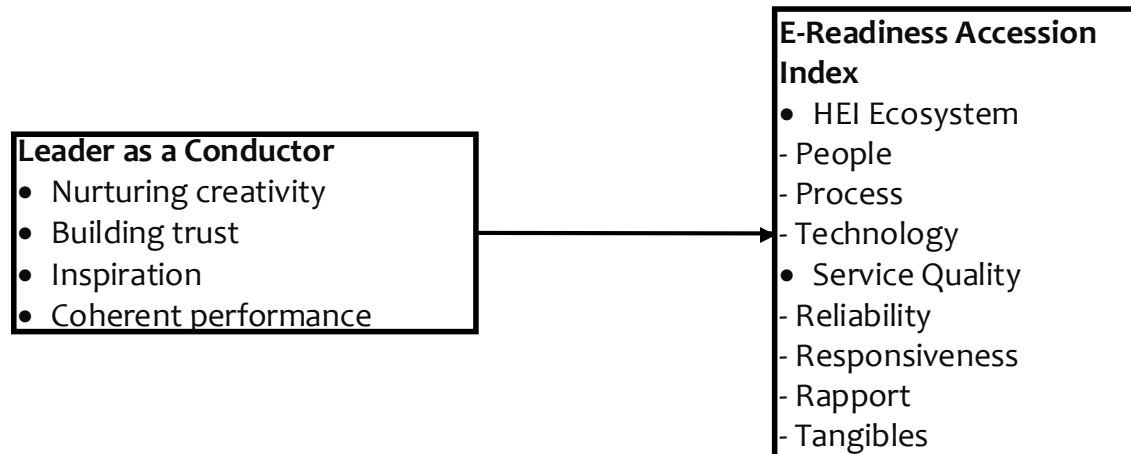 Leader as a Conductor
• Nurturing creativity
• Building trust
• Inspiration
• Coherent performance
E-Readiness Accession
Index
• HEI Ecosystem
- People
- Process
- Technology
• Service Quality
- Reliability
- Responsiveness
- Rapport
- Tangibles